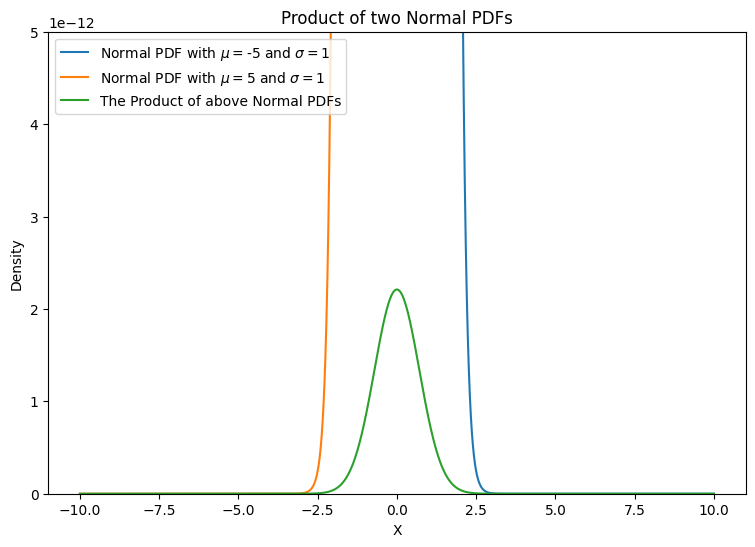 Product of two Normal PDFs
1e−12
Normal PDF with μ = -5 and σ = 1
Normal PDF with μ = 5 and σ = 1
The Product of above Normal PDFs
5
4
3
2
1
0
Density
−10.0 −7.5 −5.0 −2.5 0.0 2.5 5.0 7.5 10.0
X